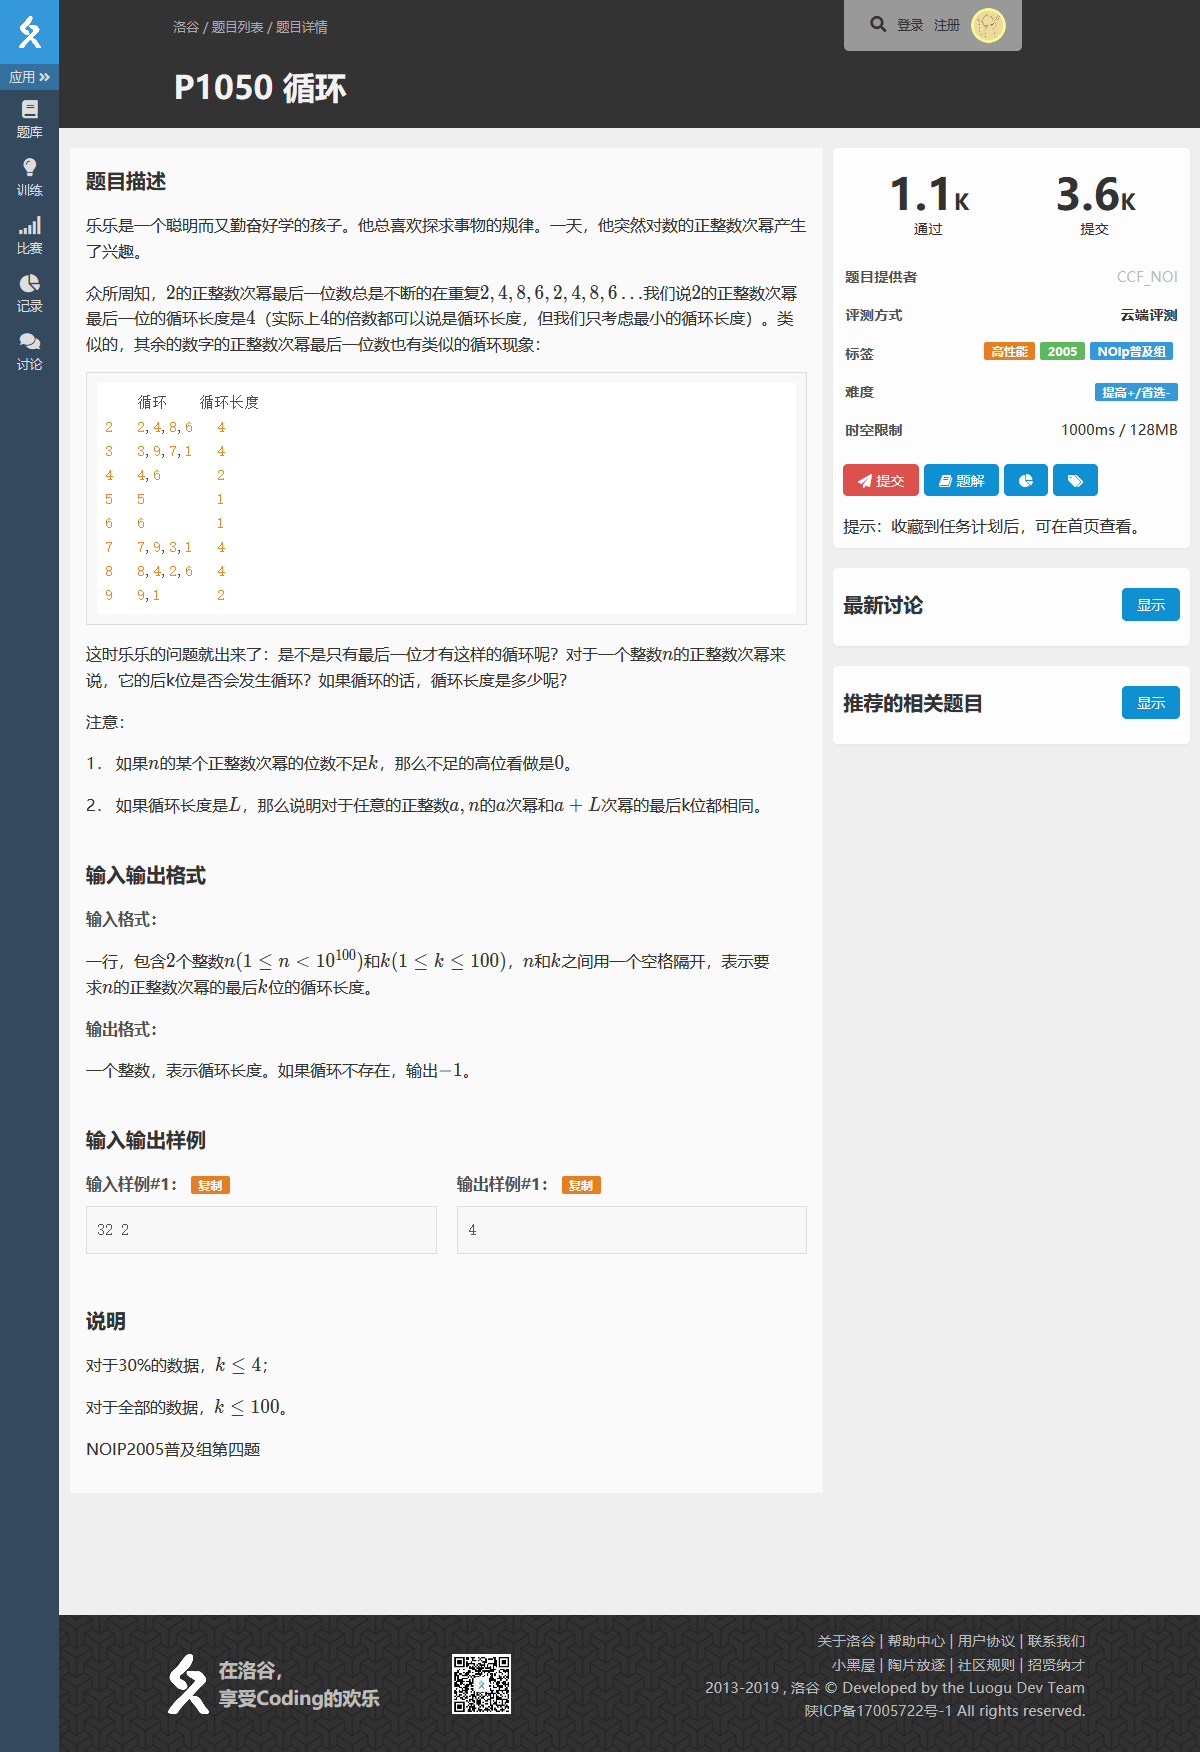 洛谷 / 题目列表 / 题目详情
登录 注册
P1050 循环
应用
题库
训练
比赛
记录
讨论
题目描述
乐乐是一个聪明而又勤奋好学的孩子。他总喜欢探求事物的规律。一天，他突然对数的正整数次幂产生
了兴趣。
众所周知，2的正整数次幂最后一位数总是不断的在重复2,4,8,6,2,4,8,6…我们说2的正整数次幂
最后一位的循环长度是4（实际上4的倍数都可以说是循环长度，但我们只考虑最小的循环长度）。类
似的，其余的数字的正整数次幂最后一位数也有类似的循环现象：
循环 循环长度
2 2,4,8,6 4
3 3,9,7,1 4
4 4,6 2
5 5 1
6 6 1
7 7,9,3,1 4
8 8,4,2,6 4
9 9,1 2
这时乐乐的问题就出来了：是不是只有最后一位才有这样的循环呢？对于一个整数n的正整数次幂来
说，它的后k位是否会发生循环？如果循环的话，循环长度是多少呢？
注意：
1. 如果n的某个正整数次幂的位数不足k，那么不足的高位看做是0。
2. 如果循环长度是L，那么说明对于任意的正整数a,n的a次幂和a + L次幂的最后k位都相同。
输入输出格式
输入格式：
一行，包含2个整数n(1 ≤ n < 10^100)和k(1 ≤ k ≤ 100)，n和k之间用一个空格隔开，表示要
求n的正整数次幂的最后k位的循环长度。
输出格式：
一个整数，表示循环长度。如果循环不存在，输出−1。
输入输出样例
输入样例#1： 复制
32 2
输出样例#1： 复制
4
说明
对于30%的数据，k ≤ 4；
对于全部的数据，k ≤ 100。
NOIP2005普及组第四题
1.1K 3.6K
通过 提交
题目提供者 CCF_NOI
评测方式 云端评测
标签 高性能 2005 NOIp普及组
难度 提高+/省选-
时空限制 1000ms / 128MB
提交 题解
提示：收藏到任务计划后，可在首页查看。
最新讨论 显示
推荐的相关题目 显示
在洛谷，
享受Coding的欢乐
关于洛谷 | 帮助中心 | 用户协议 | 联系我们
小黑屋 | 陶片放逐 | 社区规则 | 招贤纳才
2013-2019 , 洛谷 © Developed by the Luogu Dev Team
陕ICP备17005722号-1 All rights reserved.